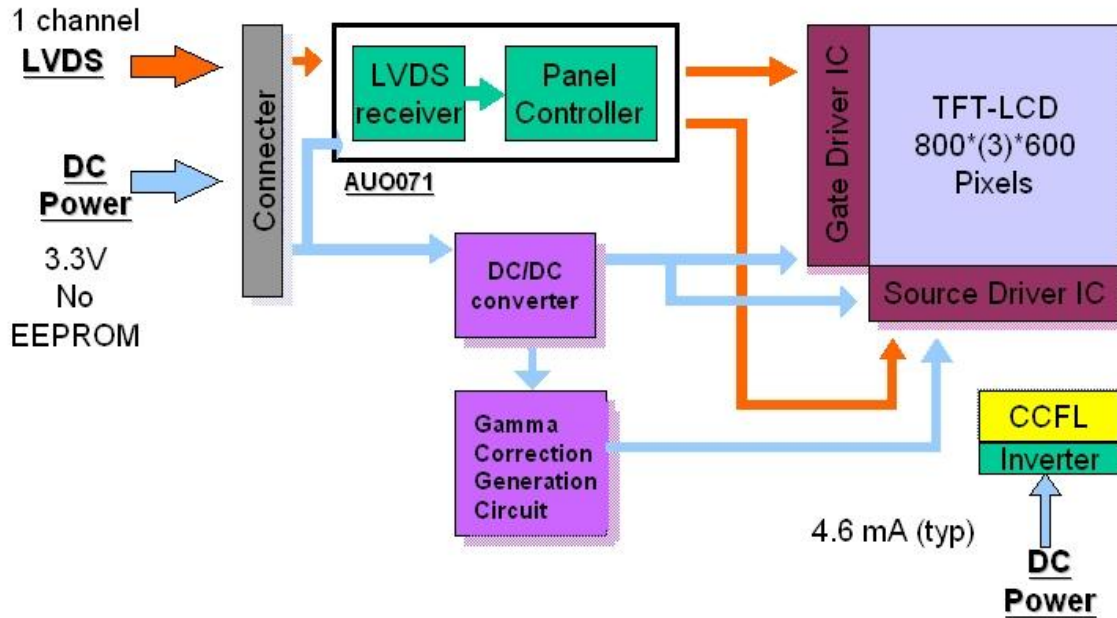 1 channel
LVDS
DC
Power
3.3V
No
EEPROM
Connecter
LVDS
receiver
Panel
Controller
AUO071
DC/DC
converter
Gamma
Correction
Generation
Circuit
Gate Driver IC
TFT-LCD
800*(3)*600
Pixels
Source Driver IC
CCFL
Inverter
4.6 mA (typ)
DC
Power